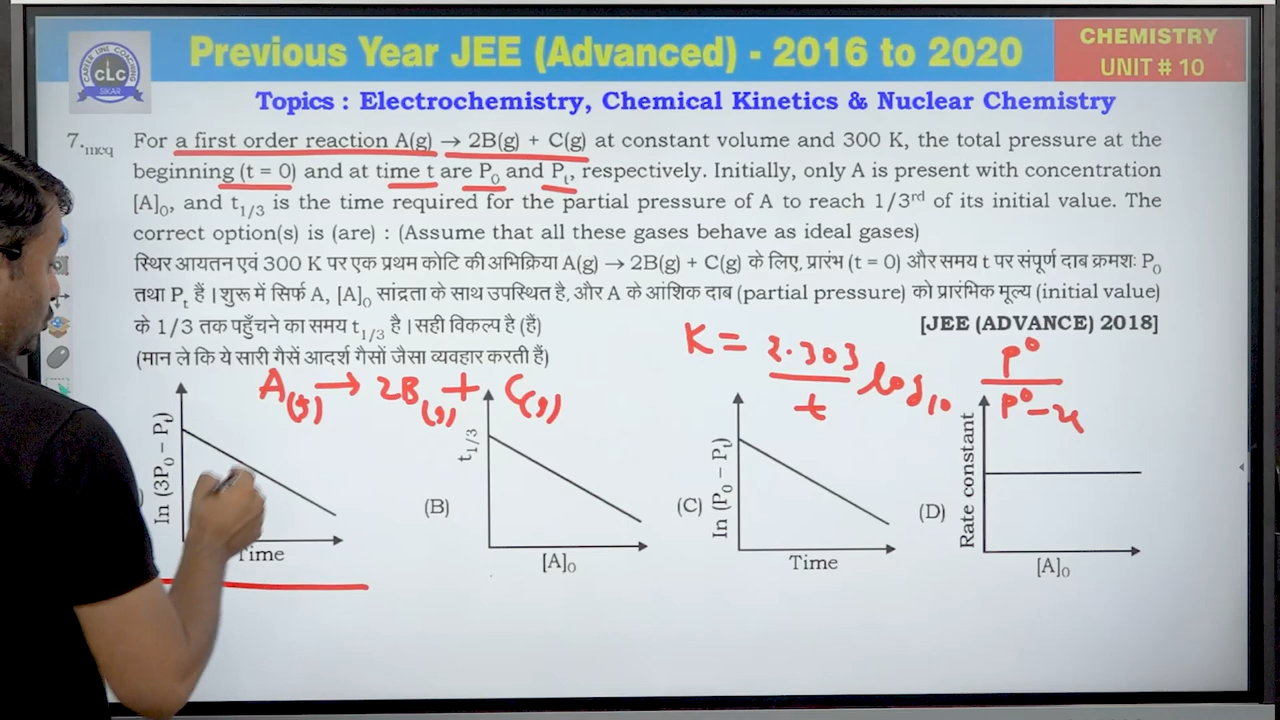 Previous Year JEE (Advanced) - 2016 to 2020
CHEMISTRY
UNIT # 10
CAREER LINE COACHING
CLC
SIKAR
Topics : Electrochemistry, Chemical Kinetics & Nuclear Chemistry
7.mcq For a first order reaction A(g) → 2B(g) + C(g) at constant volume and 300 K, the total pressure at the
beginning (t = 0) and at time t are P₀ and Pₜ, respectively. Initially, only A is present with concentration
[A]₀, and t₁/₃ is the time required for the partial pressure of A to reach 1/3ʳᵈ of its initial value. The
correct option(s) is (are) : (Assume that all these gases behave as ideal gases)
स्थिर आयतन एवं 300 K पर एक प्रथम कोटि की अभिक्रिया A(g) → 2B(g) + C(g) के लिए, प्रारंभ (t = 0) और समय t पर संपूर्ण दाब क्रमशः P₀
तथा Pₜ हैं । शुरू में सिर्फ A, [A]₀ सांद्रता के साथ उपस्थित है, और A के आंशिक दाब (partial pressure) को प्रारंभिक मूल्य (initial value)
के 1/3 तक पहुँचने का समय t₁/₃ है । सही विकल्प है (हैं)
[JEE (ADVANCE) 2018]
(मान ले कि ये सारी गैसें आदर्श गैसों जैसा व्यवहार करती हैं)
K = 2.303/t log₁₀ P⁰/P⁰-x
A(g) → 2B(g) + C(g)
ln (3P₀ – Pₜ)
Time
(B)
t₁/₃
[A]₀
(C)
ln (P₀ – Pₜ)
Time
(D)
Rate constant
[A]₀